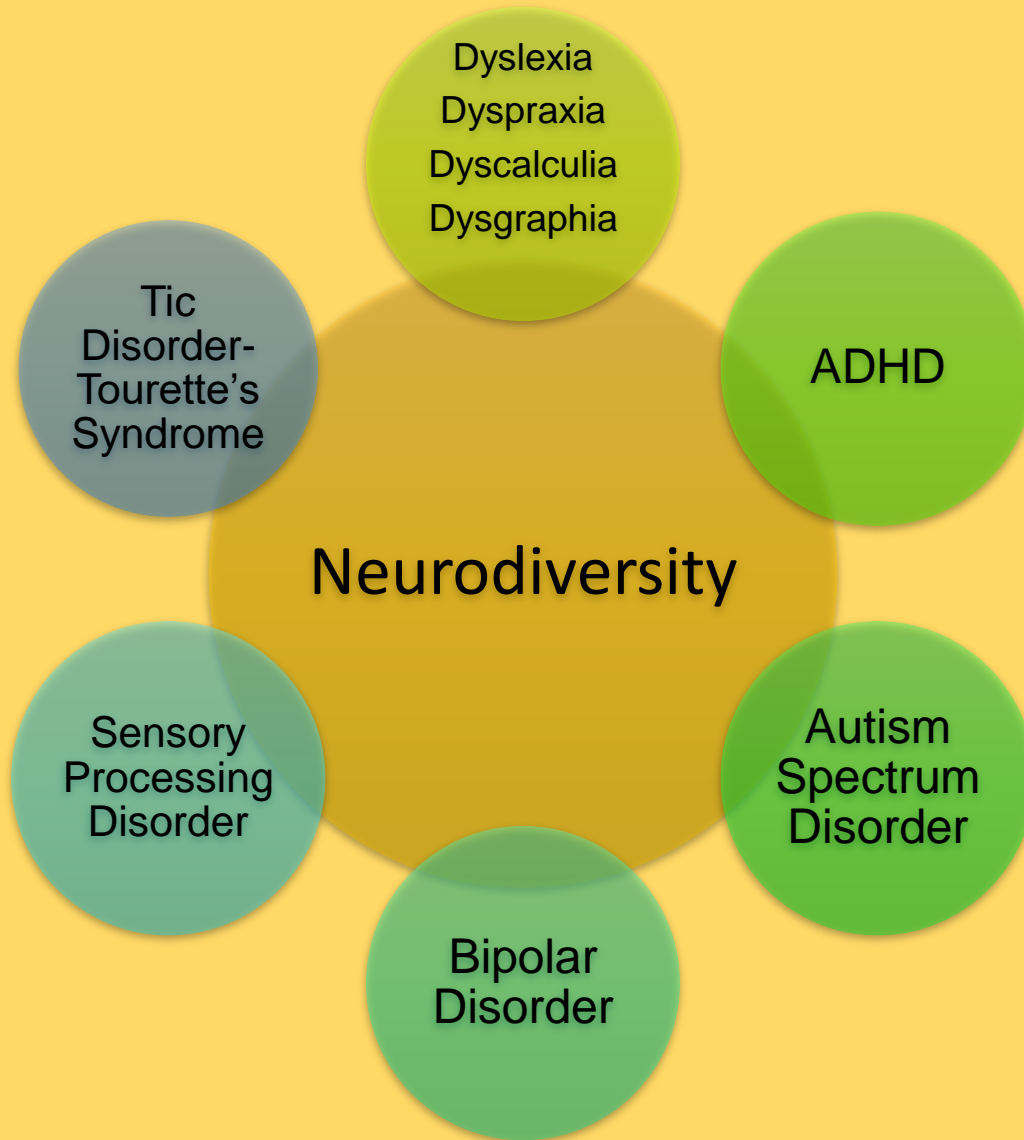 Dyslexia
Dyspraxia
Dyscalculia
Dysgraphia
ADHD
Autism
Spectrum
Disorder
Bipolar
Disorder
Sensory
Processing
Disorder
Tic
Disorder-
Tourette’s
Syndrome
Neurodiversity